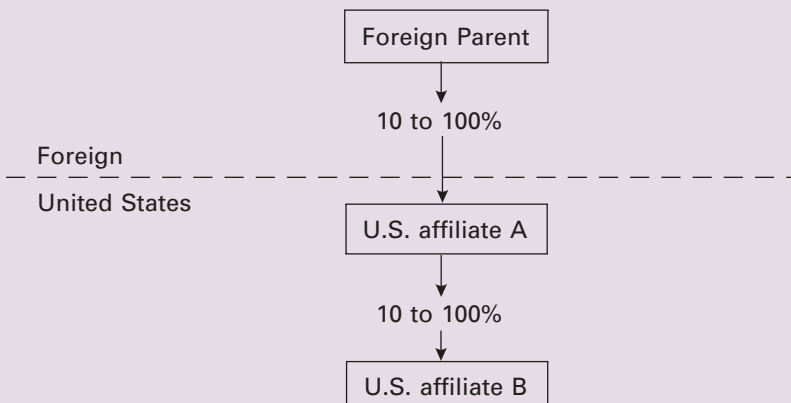 Foreign Parent
10 to 100%
Foreign
United States
U.S. affiliate A
10 to 100%
U.S. affiliate B